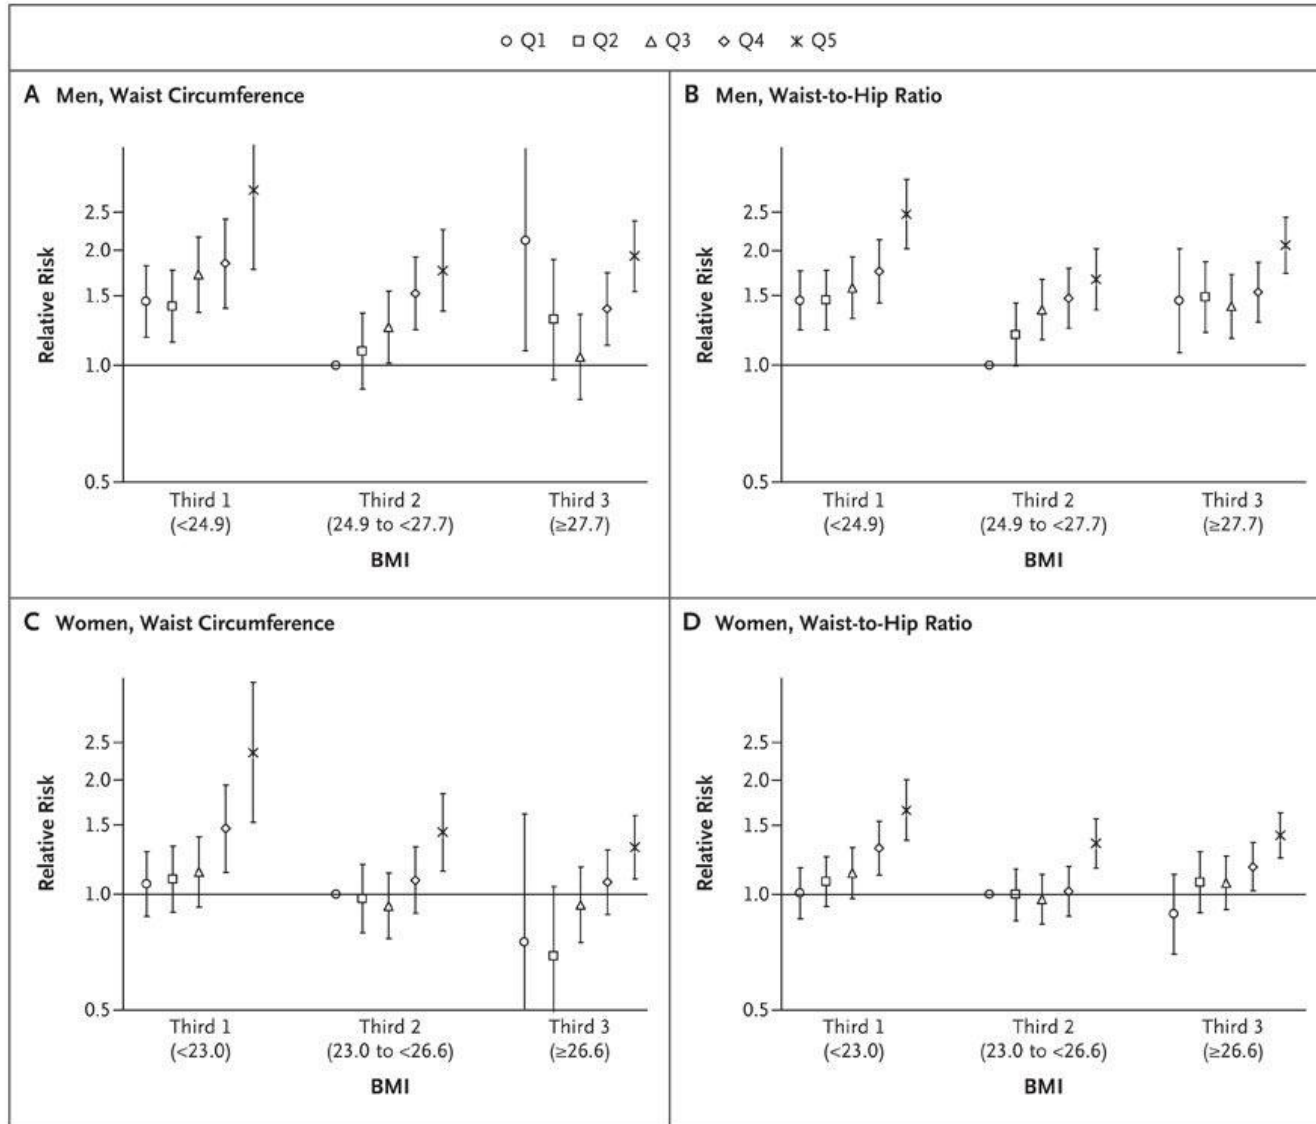 Q1 Q2 Q3 Q4 Q5
A Men, Waist Circumference
Relative Risk
2.5
2.0
1.5
1.0
0.5
Third 1
(<24.9)
Third 2
(24.9 to <27.7)
Third 3
(≥27.7)
BMI
B Men, Waist-to-Hip Ratio
Relative Risk
2.5
2.0
1.5
1.0
0.5
Third 1
(<24.9)
Third 2
(24.9 to <27.7)
Third 3
(≥27.7)
BMI
C Women, Waist Circumference
Relative Risk
2.5
2.0
1.5
1.0
0.5
Third 1
(<23.0)
Third 2
(23.0 to <26.6)
Third 3
(≥26.6)
BMI
D Women, Waist-to-Hip Ratio
Relative Risk
2.5
2.0
1.5
1.0
0.5
Third 1
(<23.0)
Third 2
(23.0 to <26.6)
Third 3
(≥26.6)
BMI